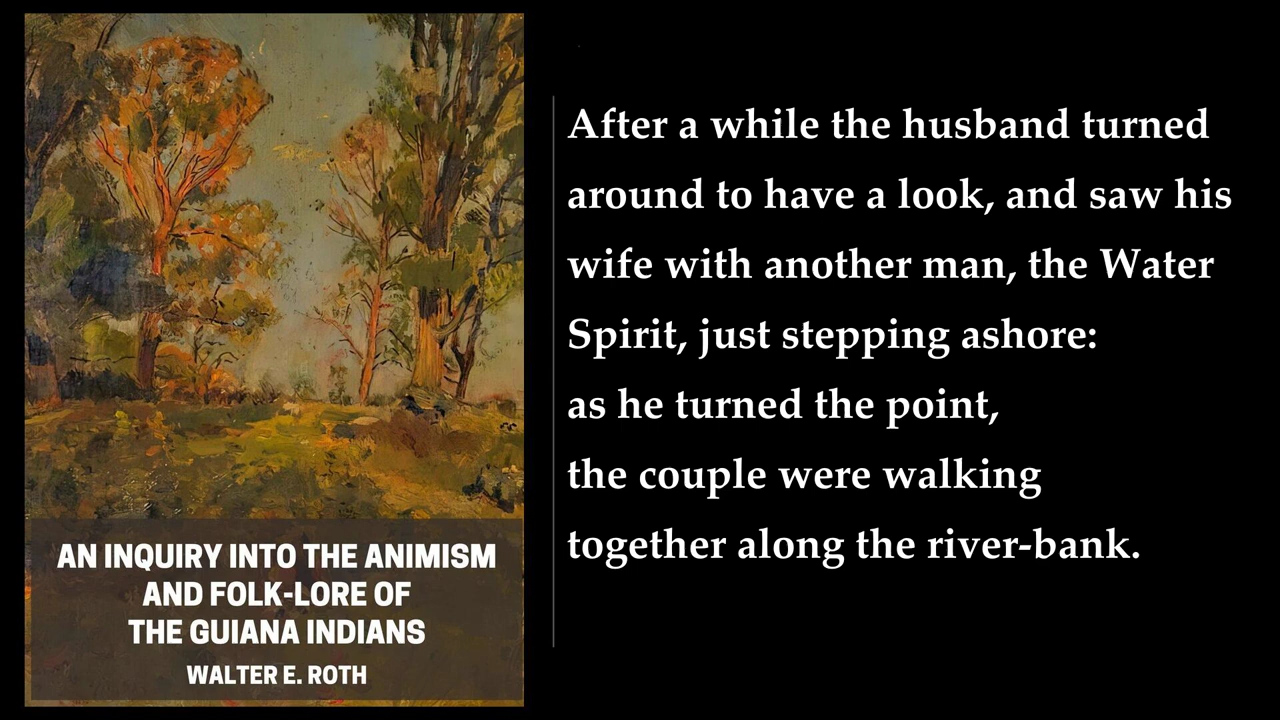 After a while the husband turned
around to have a look, and saw his
wife with another man, the Water
Spirit, just stepping ashore:
as he turned the point,
the couple were walking
together along the river-bank.
AN INQUIRY INTO THE ANIMISM
AND FOLK-LORE OF
THE GUIANA INDIANS
WALTER E. ROTH